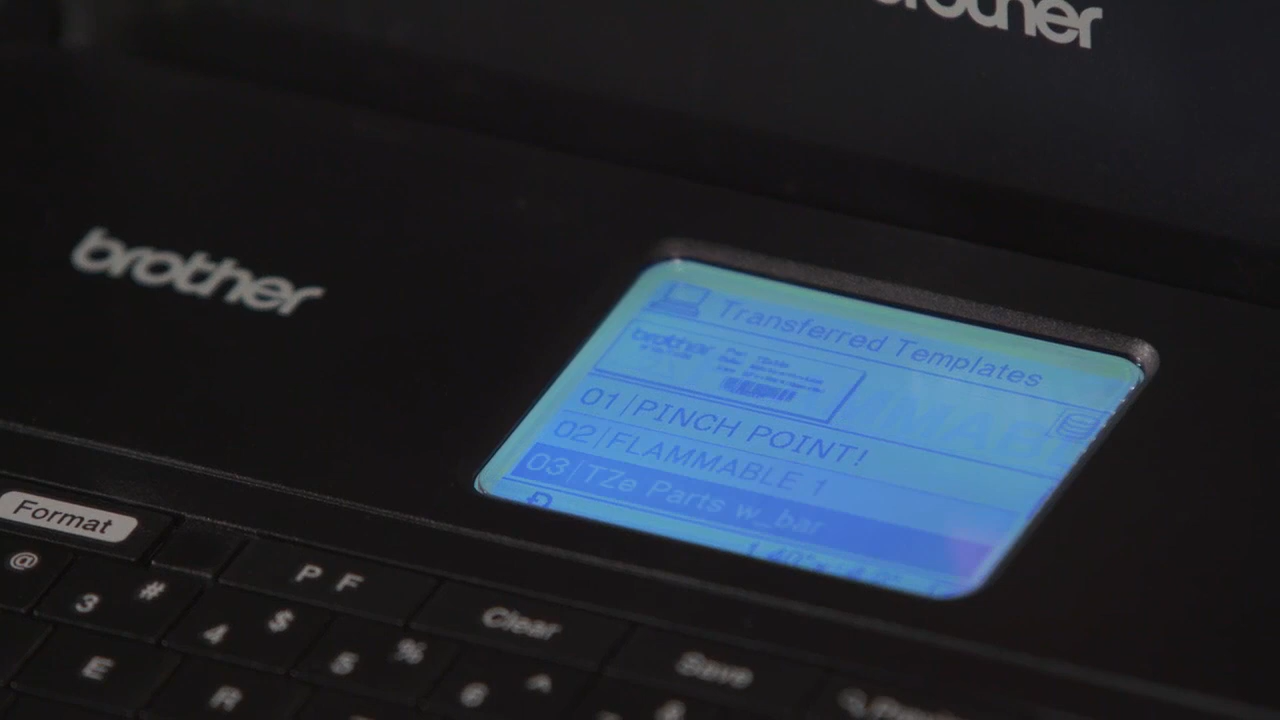 brother
brother
Transferred Templates
brother
01|PINCH POINT!
02|FLAMMABLE 1
03|TZe Parts w_bar
Format
@
P F
3 #
4 $
5 %
6 ^
Clear
Save
E
R
&